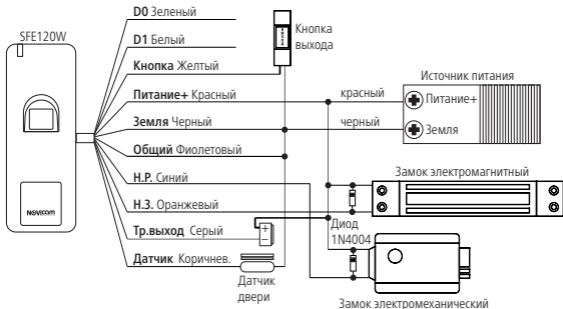 SFE120W
NOVIcom
D0 Зеленый
D1 Белый
Кнопка Желтый
Питание+ Красный
Земля Черный
Общий Фиолетовый
Н.Р. Синий
Н.З. Оранжевый
Тр.выход Серый
Датчик Коричнев.
Кнопка
выхода
красный
черный
Источник питания
Питание+
Земля
Замок электромагнитный
Диод
1N4004
Датчик
двери
Замок электромеханический